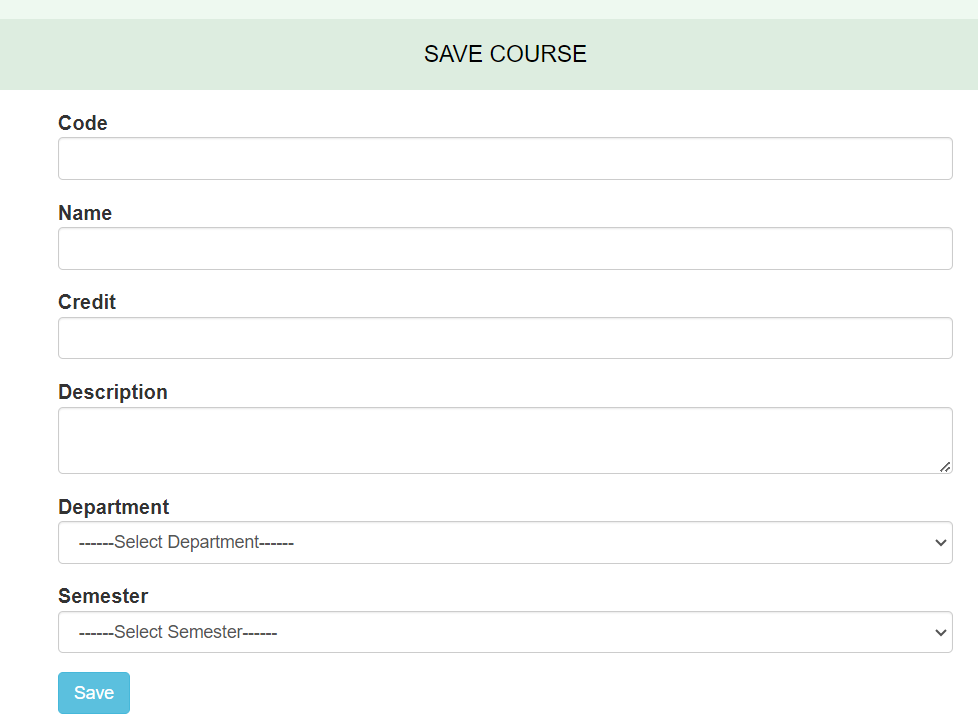 SAVE COURSE
Code
Name
Credit
Description
Department
------Select Department------
Semester
------Select Semester------
Save